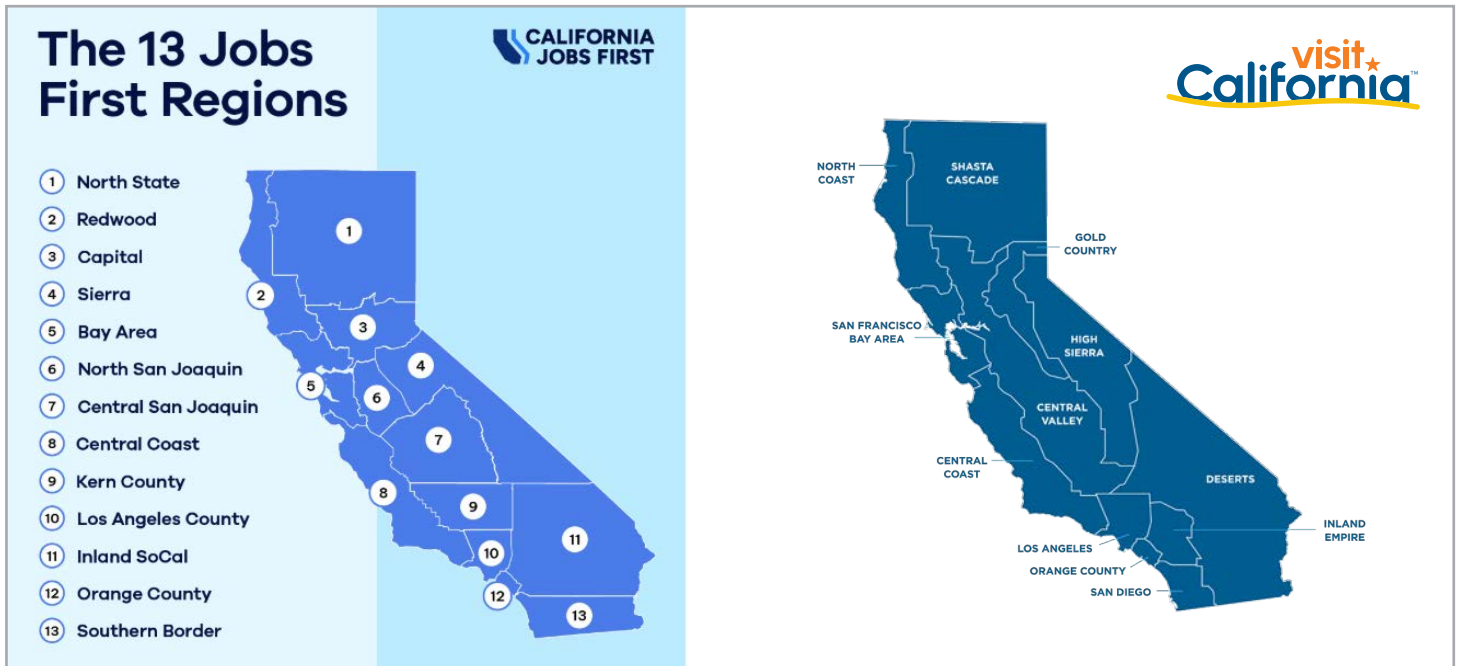 The 13 Jobs
First Regions
CALIFORNIA
JOBS FIRST
1 North State
2 Redwood
3 Capital
4 Sierra
5 Bay Area
6 North San Joaquin
7 Central San Joaquin
8 Central Coast
9 Kern County
10 Los Angeles County
11 Inland SoCal
12 Orange County
13 Southern Border
1
2
3
4
5
6
7
8
9
10
11
12
13
visit
California™
NORTH
COAST
SHASTA
CASCADE
GOLD
COUNTRY
SAN FRANCISCO
BAY AREA
HIGH
SIERRA
CENTRAL
VALLEY
CENTRAL
COAST
DESERTS
INLAND
EMPIRE
LOS ANGELES
ORANGE COUNTY
SAN DIEGO